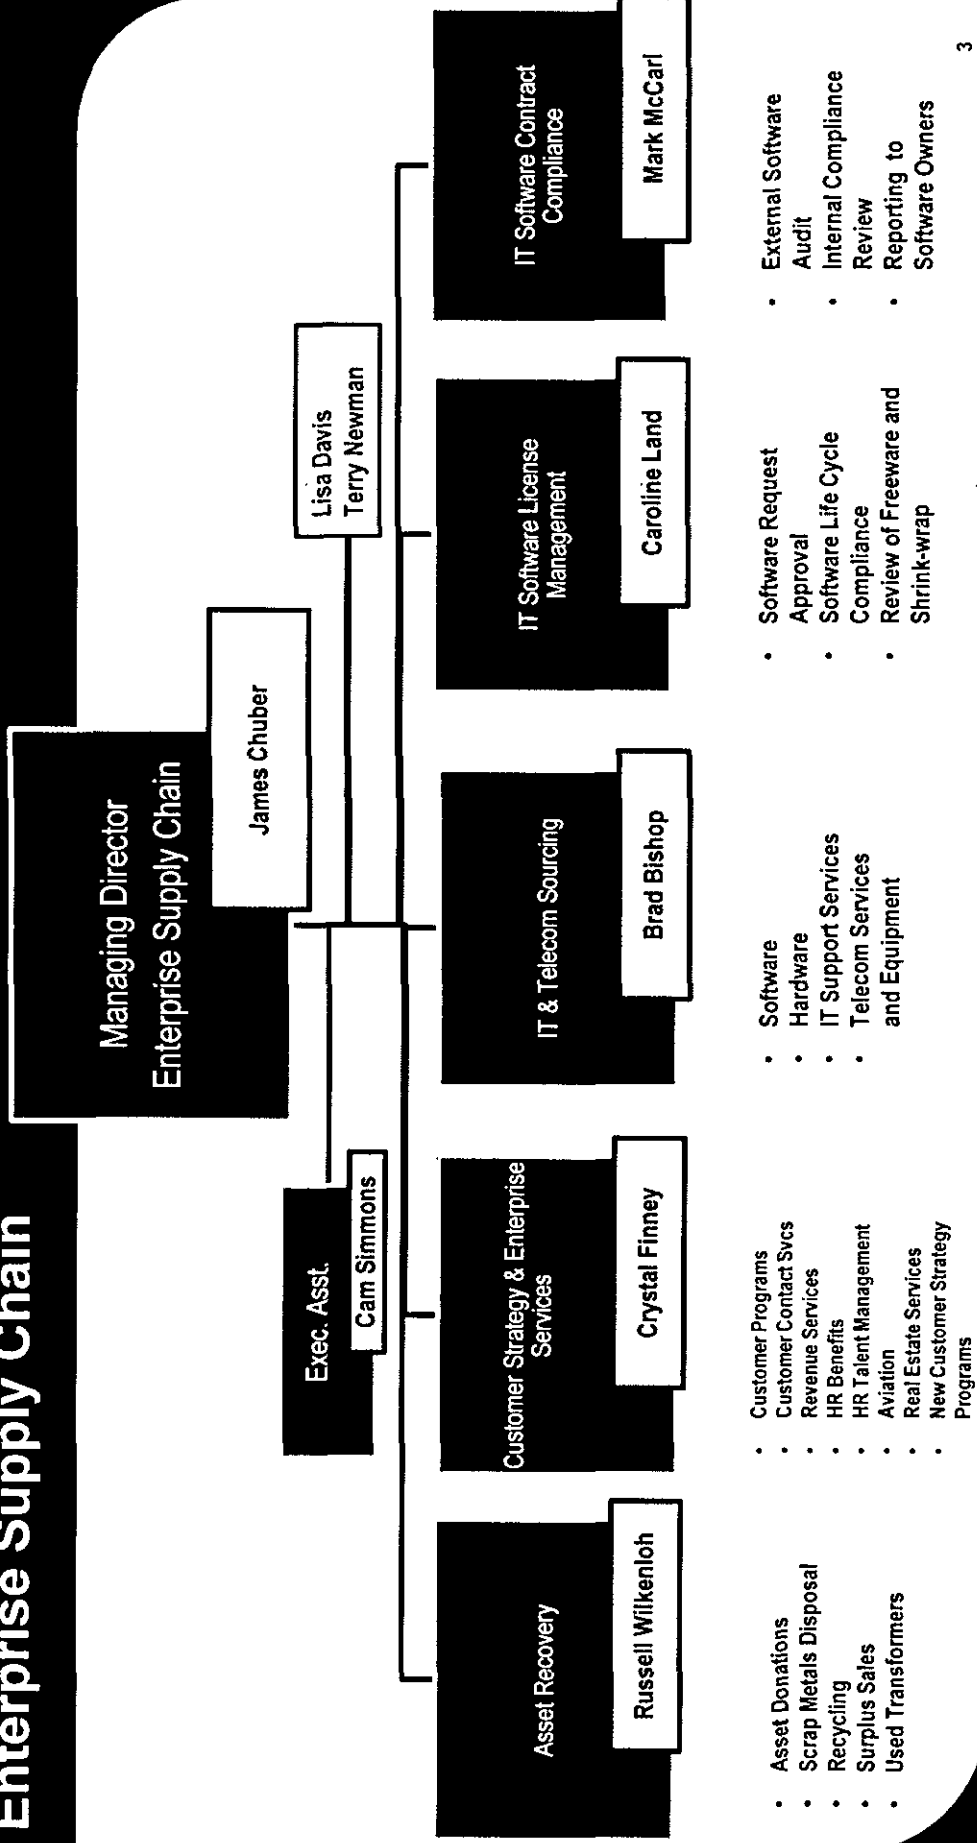 Enterprise Supply Chain
Managing Director
Enterprise Supply Chain
James Chuber
Exec. Asst.
Cam Simmons
Lisa Davis
Terry Newman
Asset Recovery
Russell Wilkenloh
• Asset Donations
• Scrap Metals Disposal
• Recycling
• Surplus Sales
• Used Transformers
Customer Strategy & Enterprise
Services
Crystal Finney
• Customer Programs
• Customer Contact Svcs
• Revenue Services
• HR Benefits
• HR Talent Management
• Aviation
• Real Estate Services
• New Customer Strategy
Programs
IT & Telecom Sourcing
Brad Bishop
• Software
• Hardware
• IT Support Services
• Telecom Services
and Equipment
IT Software License
Management
Caroline Land
• Software Request
Approval
• Software Life Cycle
Compliance
• Review of Freeware and
Shrink-wrap
IT Software Contract
Compliance
Mark McCarl
• External Software
Audit
• Internal Compliance
Review
• Reporting to
Software Owners
3